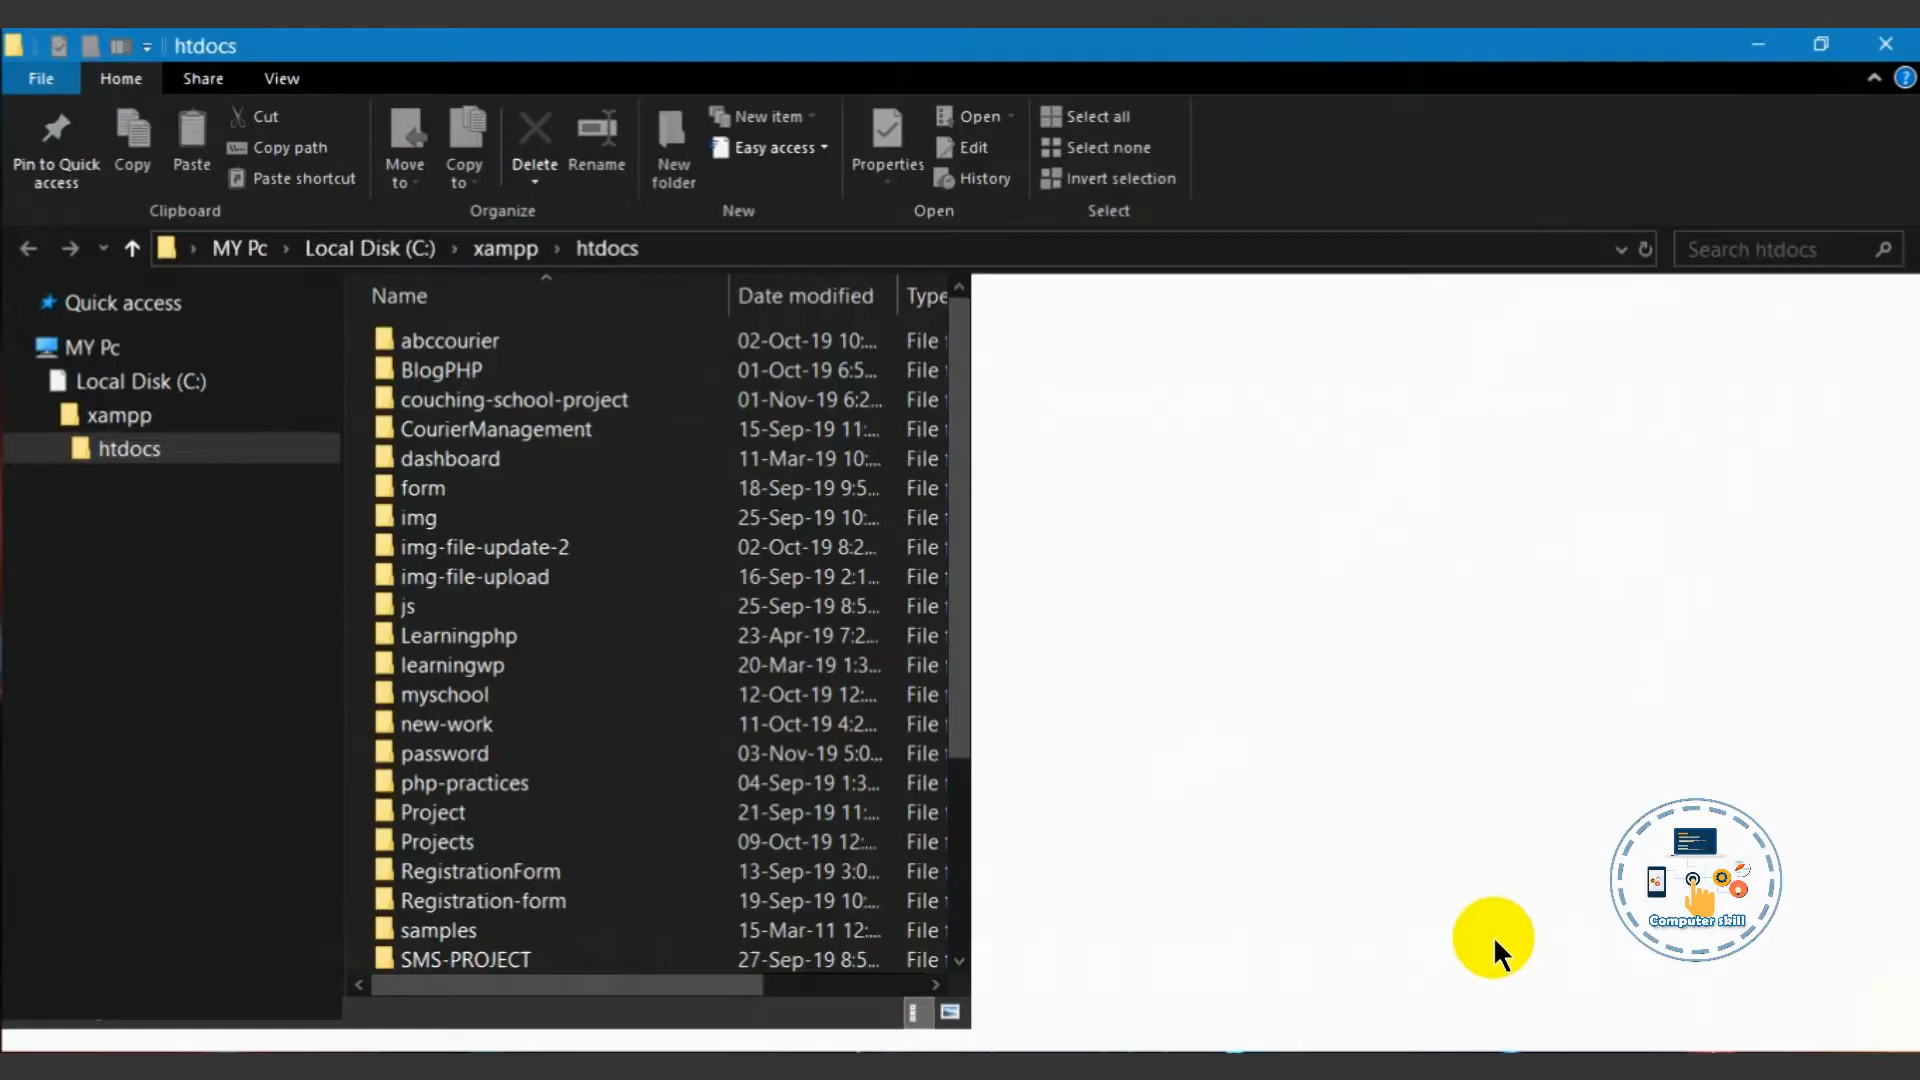 htdocs
File Home Share View
Pin to Quick access
Copy
Paste
Cut
Copy path
Paste shortcut
Clipboard
Move to
Copy to
Delete
Rename
Organize
New folder
New item
Easy access
New
Properties
Open
Edit
History
Open
Select all
Select none
Invert selection
Select
MY Pc › Local Disk (C:) › xampp › htdocs
Search htdocs
Quick access
MY Pc
Local Disk (C:)
xampp
htdocs
Name Date modified Type
abccourier 02-Oct-19 10:... File
BlogPHP 01-Oct-19 6:5... File
couching-school-project 01-Nov-19 6:2... File
CourierManagement 15-Sep-19 11:... File
dashboard 11-Mar-19 10:... File
form 18-Sep-19 9:5... File
img 25-Sep-19 10:... File
img-file-update-2 02-Oct-19 8:2... File
img-file-upload 16-Sep-19 2:1... File
js 25-Sep-19 8:5... File
Learningphp 23-Apr-19 7:2... File
learningwp 20-Mar-19 1:3... File
myschool 12-Oct-19 12:... File
new-work 11-Oct-19 4:2... File
password 03-Nov-19 5:0... File
php-practices 04-Sep-19 1:3... File
Project 21-Sep-19 11:... File
Projects 09-Oct-19 12:... File
RegistrationForm 13-Sep-19 3:0... File
Registration-form 19-Sep-19 10:... File
samples 15-Mar-11 12:... File
SMS-PROJECT 27-Sep-19 8:5... File
Computer skill